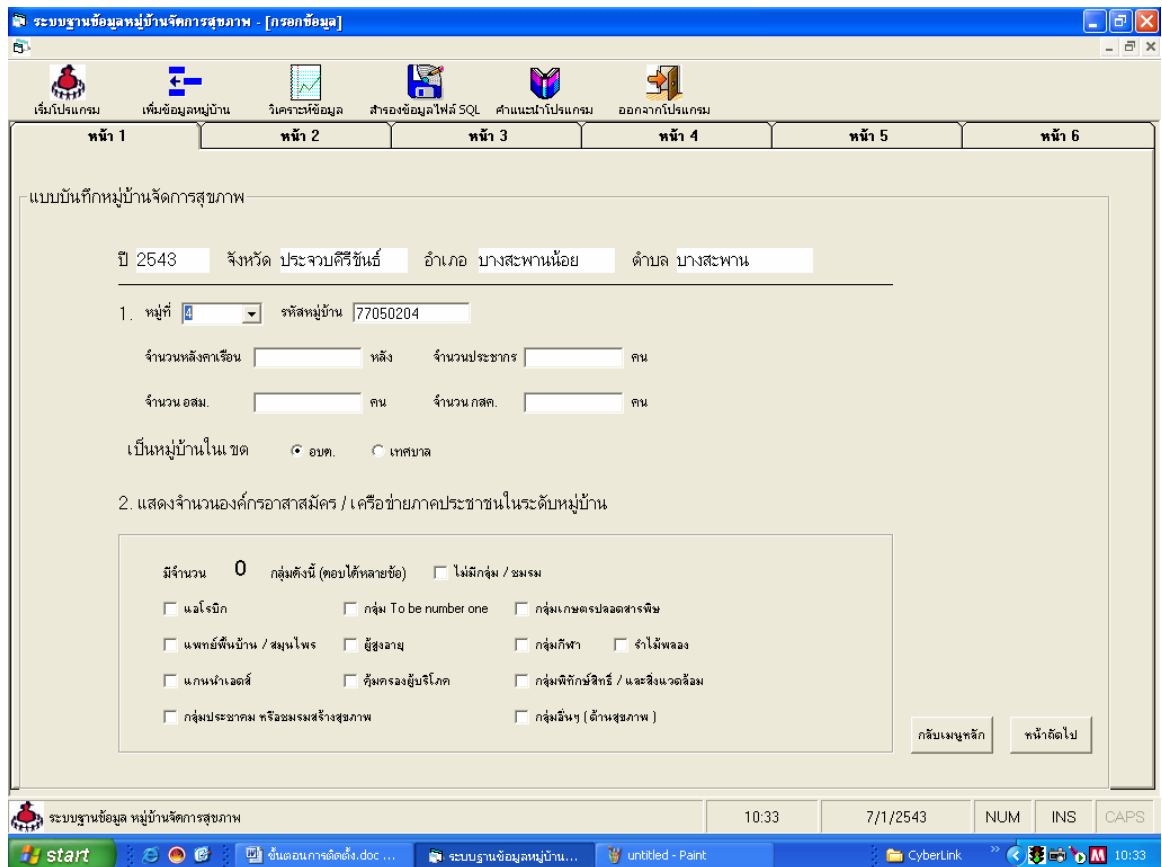 ระบบฐานข้อมูลหมู่บ้านจัดการสุขภาพ - [กรอกข้อมูล]
เริ่มโปรแกรม เพิ่มข้อมูลหมู่บ้าน วิเคราะห์ข้อมูล สำรองข้อมูลไฟล์ SQL คำแนะนำโปรแกรม ออกจากโปรแกรม
หน้า 1 หน้า 2 หน้า 3 หน้า 4 หน้า 5 หน้า 6
แบบบันทึกหมู่บ้านจัดการสุขภาพ
ปี 2543 จังหวัด ประจวบคีรีขันธ์ อำเภอ บางสะพานน้อย ตำบล บางสะพาน
1. หมู่ที่ 4 รหัสหมู่บ้าน 77050204
จำนวนหลังคาเรือน หลัง จำนวนประชากร คน
จำนวน อสม. คน จำนวน กสค. คน
เป็นหมู่บ้านในเขต อบต. เทศบาล
2. แสดงจำนวนองค์กรอาสาสมัคร / เครือข่ายภาคประชาชนในระดับหมู่บ้าน
มีจำนวน 0 กลุ่มดังนี้ (ตอบได้หลายข้อ) ไม่มีกลุ่ม / ชมรม
แอโรบิก กลุ่ม To be number one กลุ่มเกษตรปลอดสารพิษ
แพทย์พื้นบ้าน / สมุนไพร ผู้สูงอายุ กลุ่มกีฬา รำไม้พลอง
แกนนำเอดส์ คุ้มครองผู้บริโภค กลุ่มพิทักษ์สิทธิ์ / และสิ่งแวดล้อม
กลุ่มประชาคม หรือชมรมสร้างสุขภาพ กลุ่มอื่นๆ ( ด้านสุขภาพ )
กลับเมนูหลัก หน้าถัดไป
ระบบฐานข้อมูล หมู่บ้านจัดการสุขภาพ 10:33 7/1/2543 NUM INS CAPS
start ขั้นตอนการติดตั้ง.doc ... ระบบฐานข้อมูลหมู่บ้าน... untitled - Paint CyberLink 10:33